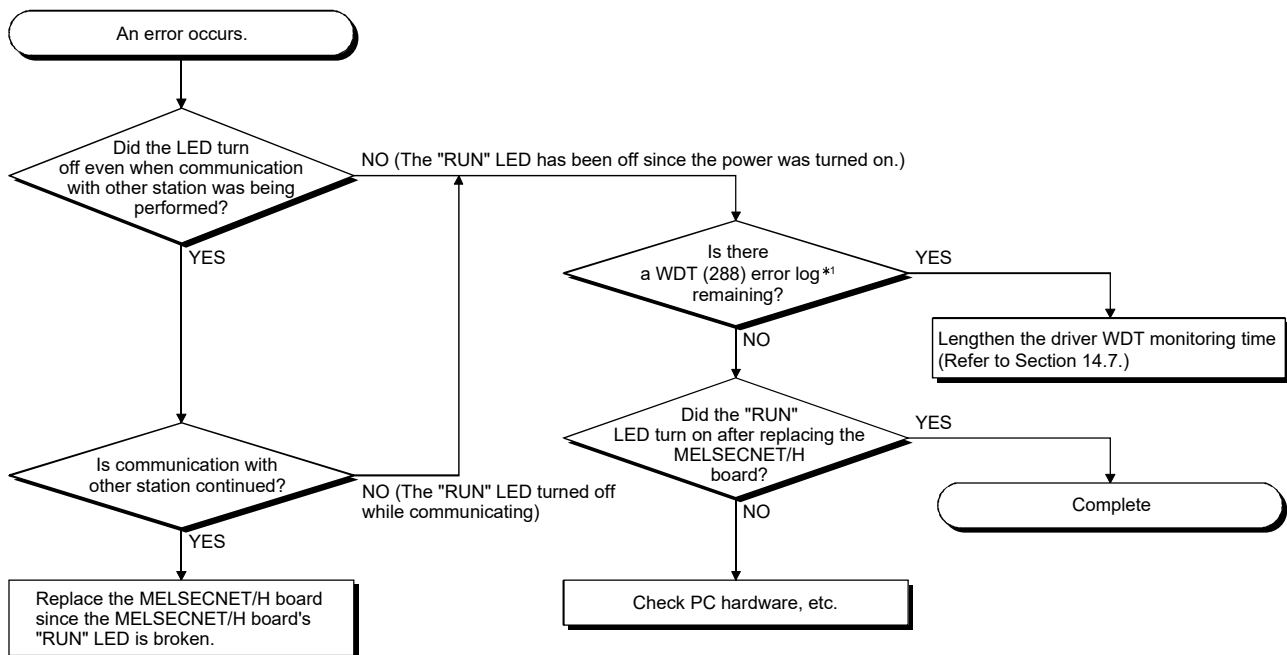 An error occurs.
Did the LED turn
off even when communication
with other station was being
performed?
NO (The "RUN" LED has been off since the power was turned on.)
YES
Is there
a WDT (288) error log *1
remaining?
YES
NO
Lengthen the driver WDT monitoring time
(Refer to Section 14.7.)
Did the "RUN"
LED turn on after replacing the
MELSECNET/H
board?
YES
NO
Complete
Is communication with
other station continued?
NO (The "RUN" LED turned off
while communicating)
YES
Replace the MELSECNET/H board
since the MELSECNET/H board's
"RUN" LED is broken.
Check PC hardware, etc.